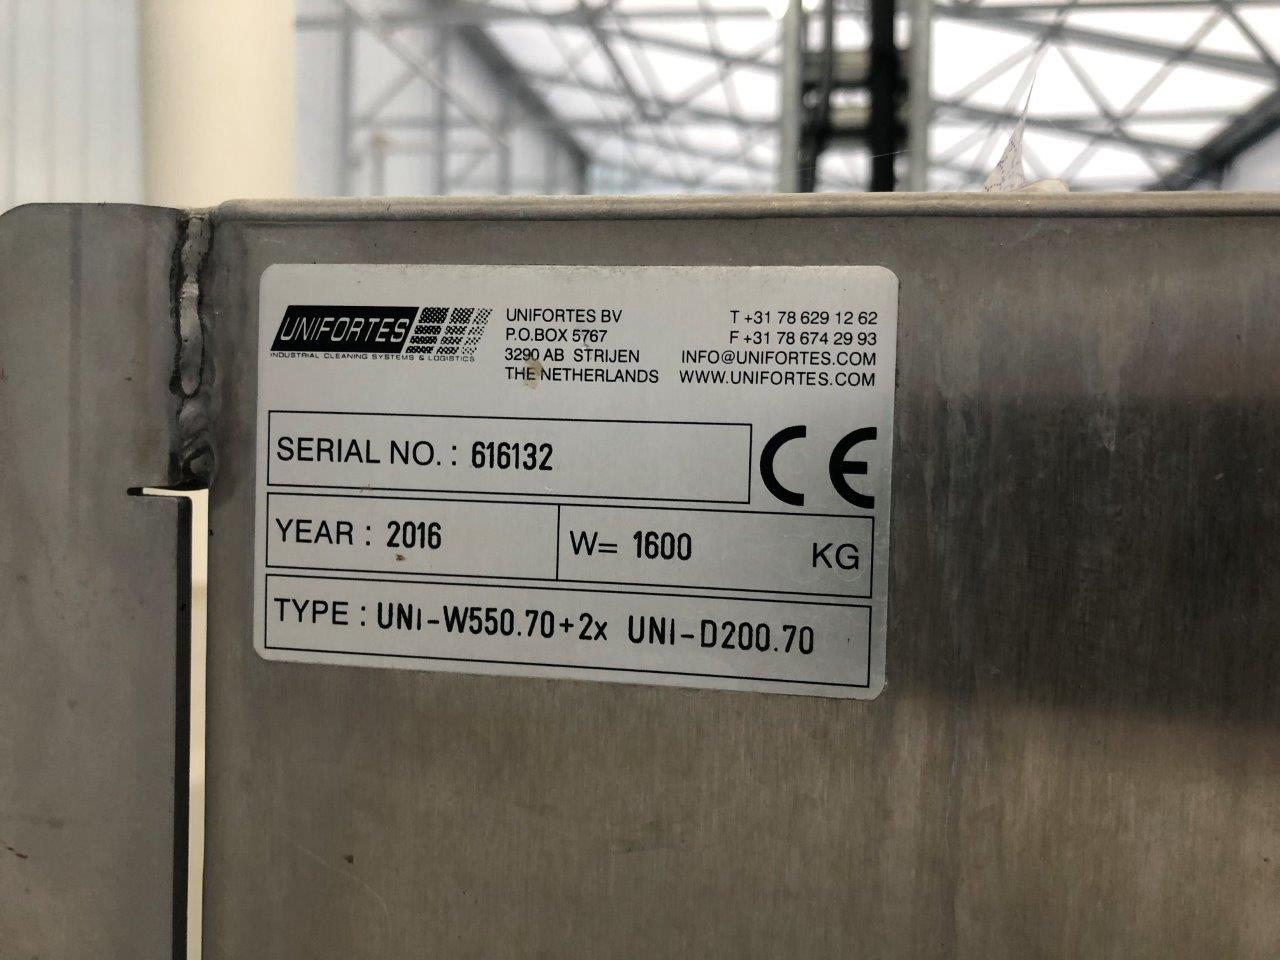 UNIFORTES
INDUSTRIAL CLEANING SYSTEMS & LOGISTICS
UNIFORTES BV
P.O.BOX 5767
3290 AB STRIJEN
THE NETHERLANDS
T +31 78 629 12 62
F +31 78 674 29 93
INFO@UNIFORTES.COM
WWW.UNIFORTES.COM
SERIAL NO. : 616132
CE
YEAR : 2016
W= 1600 KG
TYPE : UNI-W550.70+2x UNI-D200.70